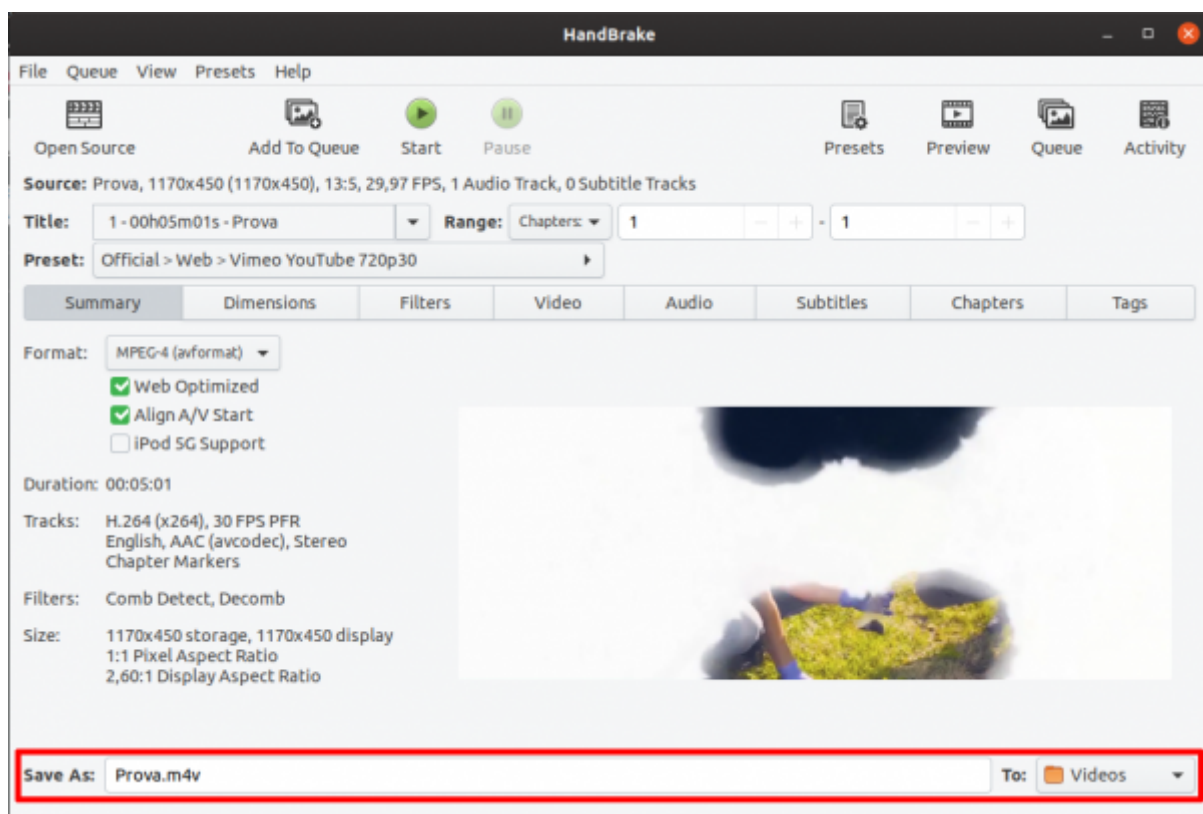 HandBrake
File Queue View Presets Help
Open Source Add To Queue Start Pause Presets Preview Queue Activity
Source: Prova, 1170x450 (1170x450), 13:5, 29,97 FPS, 1 Audio Track, 0 Subtitle Tracks
Title: 1 - 00h05m01s - Prova Range: Chapters: 1 - 1
Preset: Official > Web > Vimeo YouTube 720p30
Summary Dimensions Filters Video Audio Subtitles Chapters Tags
Format: MPEG-4 (avformat)
Web Optimized
Align A/V Start
iPod 5G Support
Duration: 00:05:01
Tracks: H.264 (x264), 30 FPS PFR
English, AAC (avcodec), Stereo
Chapter Markers
Filters: Comb Detect, Decomb
Size: 1170x450 storage, 1170x450 display
1:1 Pixel Aspect Ratio
2,60:1 Display Aspect Ratio
Save As: Prova.m4v To: Videos